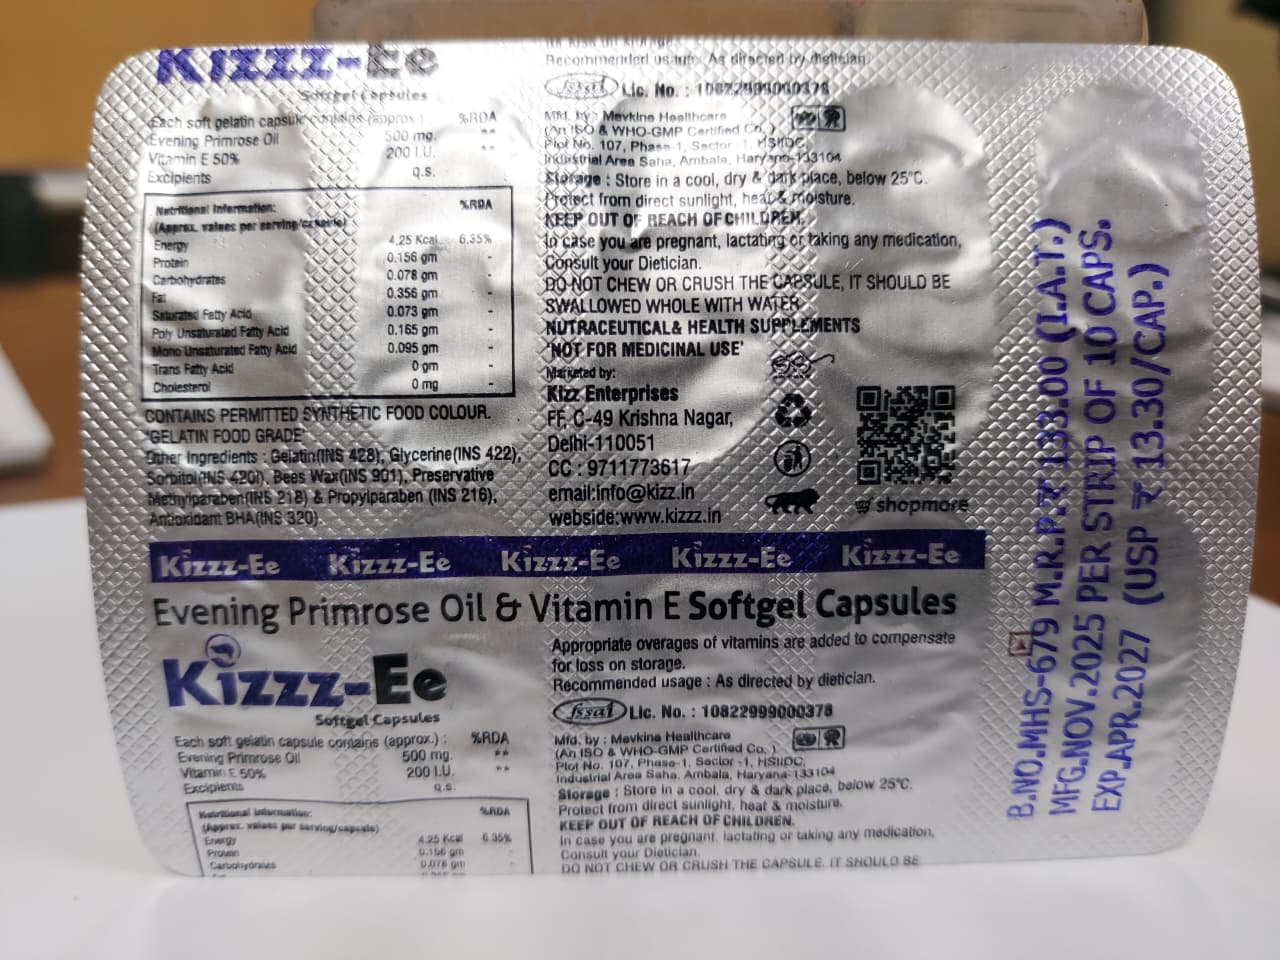 Kizzz-Ee
Softgel Capsules
Each soft gelatin capsule contains (approx.) %RDA
Evening Primrose Oil 500 mg. **
Vitamin E 50% 200 I.U. **
Excipients q.s.
Nutritional Information: %RDA
(Approx. values per serving/capsule)
Energy 4.25 Kcal 6.35%
Protein 0.156 gm -
Carbohydrates 0.078 gm -
Fat 0.356 gm -
Saturated Fatty Acid 0.073 gm -
Poly Unsaturated Fatty Acid 0.165 gm -
Mono Unsaturated Fatty Acid 0.095 gm -
Trans Fatty Acid 0 gm -
Cholesterol 0 mg -
CONTAINS PERMITTED SYNTHETIC FOOD COLOUR.
"GELATIN FOOD GRADE"
Other Ingredients : Gelatin(INS 428), Glycerine(INS 422),
Sorbitol(INS 420i), Bees Wax(INS 901), Preservative
Methylparaben(INS 218) & Propylparaben (INS 216),
Antioxidant BHA(INS 320).
for loss on storage.
Recommended usage : As directed by dietician.
fssai Lic. No. : 10822999000378
Mfd. by : Mevkine Healthcare
(An ISO & WHO-GMP Certified Co.)
Plot No. 107, Phase-1, Sector -1, HSIIDC,
Industrial Area Saha, Ambala, Haryana-133104
Storage : Store in a cool, dry & dark place, below 25°C.
Protect from direct sunlight, heat & moisture.
KEEP OUT OF REACH OF CHILDREN.
In case you are pregnant, lactating or taking any medication,
Consult your Dietician.
DO NOT CHEW OR CRUSH THE CAPSULE, IT SHOULD BE
SWALLOWED WHOLE WITH WATER
NUTRACEUTICAL & HEALTH SUPPLEMENTS
'NOT FOR MEDICINAL USE'
Marketed by:
Kizz Enterprises
FF, C-49 Krishna Nagar,
Delhi-110051
CC : 9711773617
email:info@kizz.in
webside:www.kizzz.in
shopmore
Kizzz-Ee Kizzz-Ee Kizzz-Ee Kizzz-Ee Kizzz-Ee
Evening Primrose Oil & Vitamin E Softgel Capsules
Kizzz-Ee
Softgel Capsules
Each soft gelatin capsule contains (approx.) : %RDA
Evening Primrose Oil 500 mg. **
Vitamin E 50% 200 I.U. **
Excipients q.s.
Nutritional Information: %RDA
(Approx. values per serving/capsule)
Energy 4.25 Kcal 6.35%
Protein 0.156 gm -
Carbohydrates 0.078 gm
Appropriate overages of vitamins are added to compensate
for loss on storage.
Recommended usage : As directed by dietician.
fssai Lic. No. : 10822999000378
Mfd. by : Mevkine Healthcare
(An ISO & WHO-GMP Certified Co. )
Plot No. 107, Phase-1, Sector -1, HSIIDC,
Industrial Area Saha, Ambala, Haryana-133104
Storage : Store in a cool, dry & dark place, below 25°C.
Protect from direct sunlight, heat & moisture.
KEEP OUT OF REACH OF CHILDREN.
In case you are pregnant, lactating or taking any medication,
Consult your Dietician.
DO NOT CHEW OR CRUSH THE CAPSULE, IT SHOULD BE
B.NO.MHS-679 M.R.P.₹ 133.00 (I.A.T.)
MFG.NOV.2025 PER STRIP OF 10 CAPS.
EXP.APR.2027 (USP ₹ 13.30/CAP.)